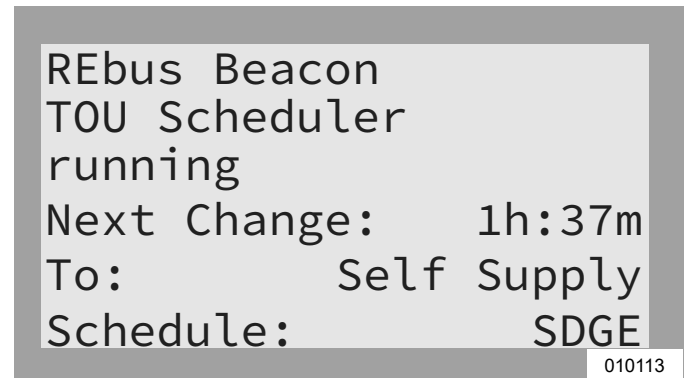 REbus Beacon
TOU Scheduler
running
Next Change: 1h:37m
To: Self Supply
Schedule: SDGE
010113